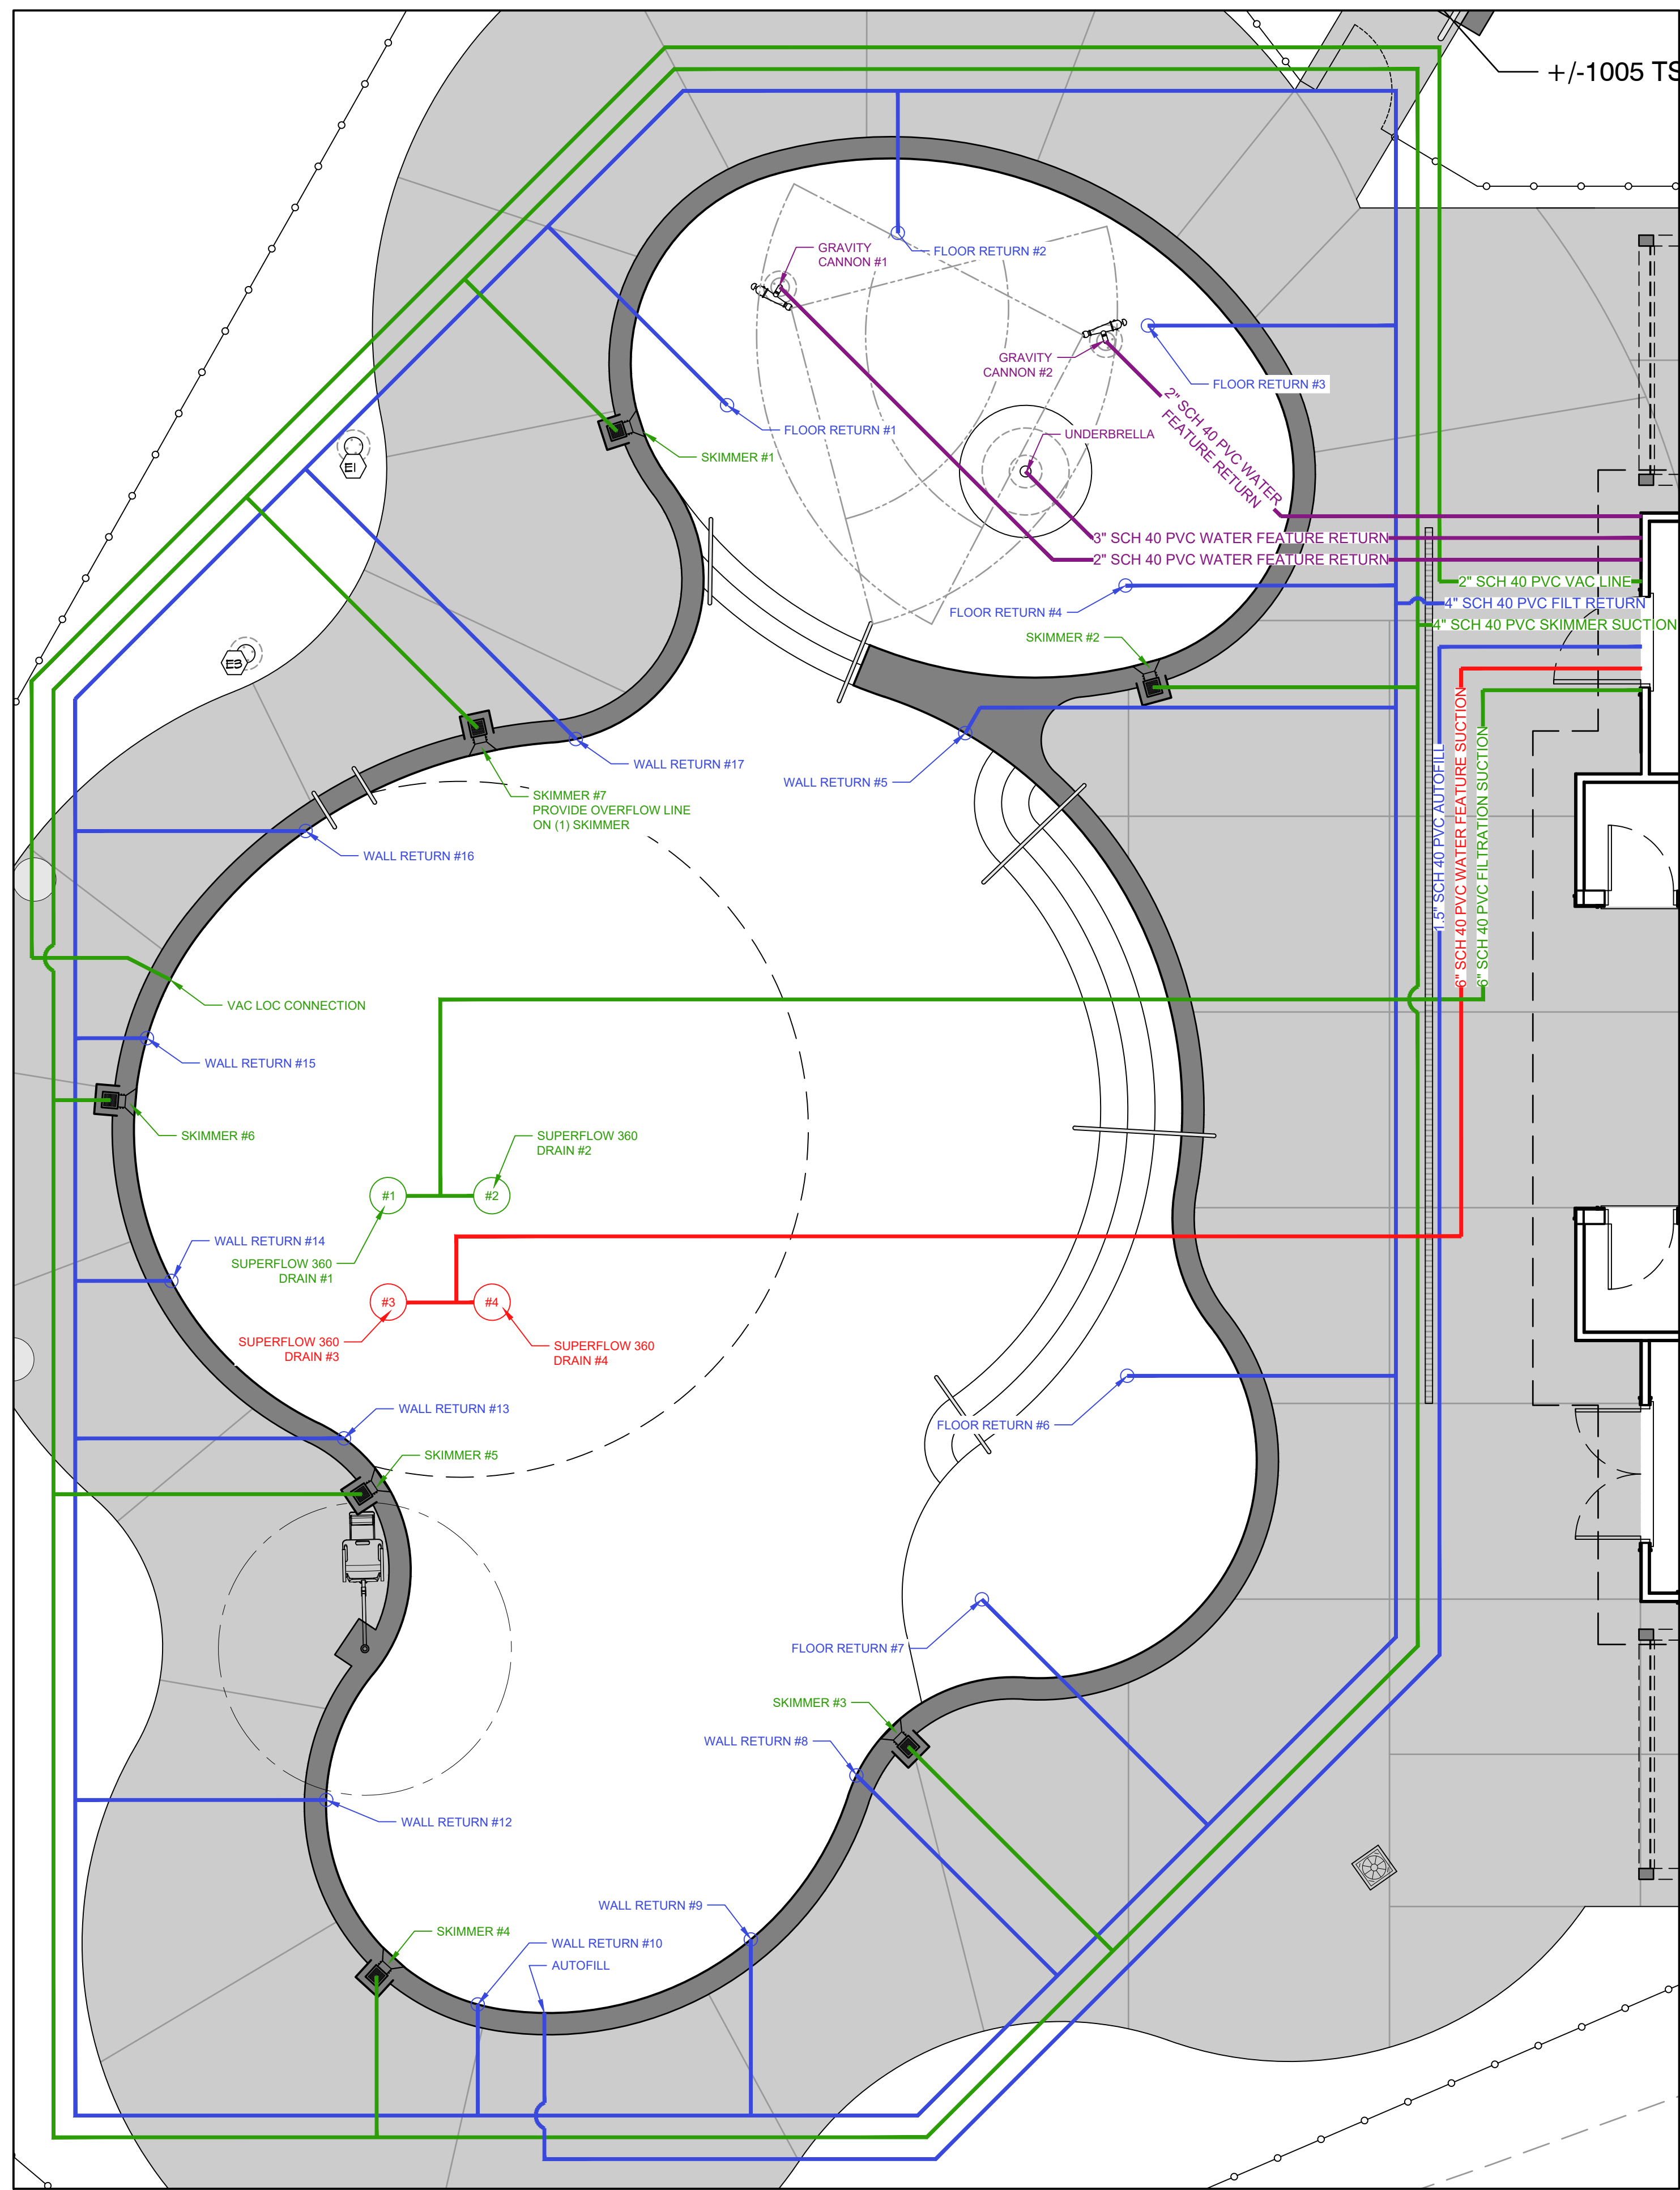 +/-1005 TS
GRAVITY
CANNON #1
FLOOR RETURN #2
GRAVITY
CANNON #2
FLOOR RETURN #3
2" SCH 40 PVC WATER
FEATURE RETURN
FLOOR RETURN #1
UNDERBRELLA
SKIMMER #1
E1
3" SCH 40 PVC WATER FEATURE RETURN
2" SCH 40 PVC WATER FEATURE RETURN
2" SCH 40 PVC VAC LINE
4" SCH 40 PVC FILT RETURN
4" SCH 40 PVC SKIMMER SUCTION
FLOOR RETURN #4
SKIMMER #2
E3
WALL RETURN #17
WALL RETURN #5
SKIMMER #7
PROVIDE OVERFLOW LINE
ON (1) SKIMMER
1.5" SCH 40 PVC AUTOFILL
6" SCH 40 PVC WATER FEATURE SUCTION
6" SCH 40 PVC FILTRATION SUCTION
WALL RETURN #16
VAC LOC CONNECTION
WALL RETURN #15
SKIMMER #6
SUPERFLOW 360
DRAIN #2
#1
#2
WALL RETURN #14
SUPERFLOW 360
DRAIN #1
#3
#4
SUPERFLOW 360
DRAIN #3
SUPERFLOW 360
DRAIN #4
WALL RETURN #13
FLOOR RETURN #6
SKIMMER #5
FLOOR RETURN #7
SKIMMER #3
WALL RETURN #8
WALL RETURN #12
WALL RETURN #9
SKIMMER #4
WALL RETURN #10
AUTOFILL